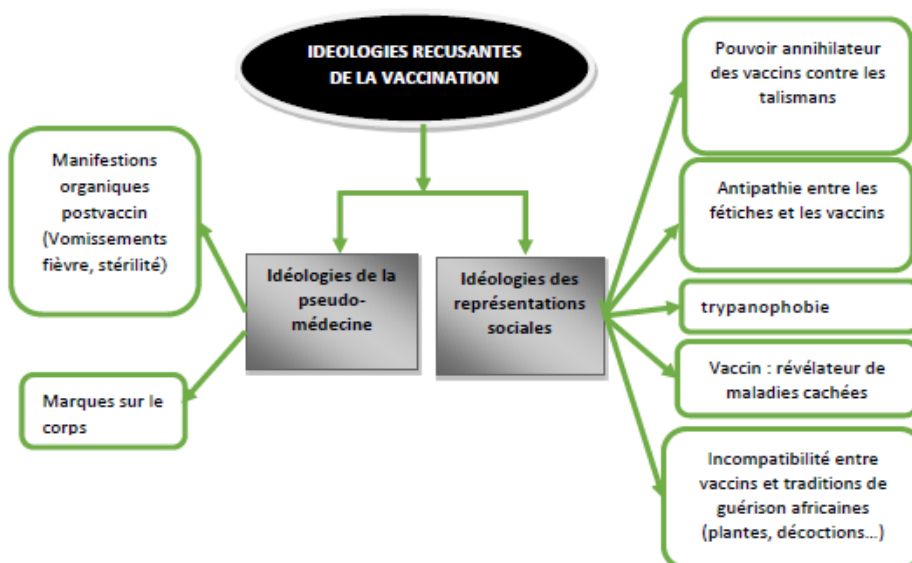 IDEOLOGIES RECUSANTES
DE LA VACCINATION
Manifestions
organiques
postvaccin
(Vomissements
fièvre, stérilité)
Marques sur le
corps
Idéologies de la
pseudo-
médecine
Idéologies des
représentations
sociales
Pouvoir annihilateur
des vaccins contre les
talismans
Antipathie entre les
fétiches et les vaccins
trypanophobie
Vaccin : révélateur de
maladies cachées
Incompatibilité entre
vaccins et traditions de
guérison africaines
(plantes, décoctions...)